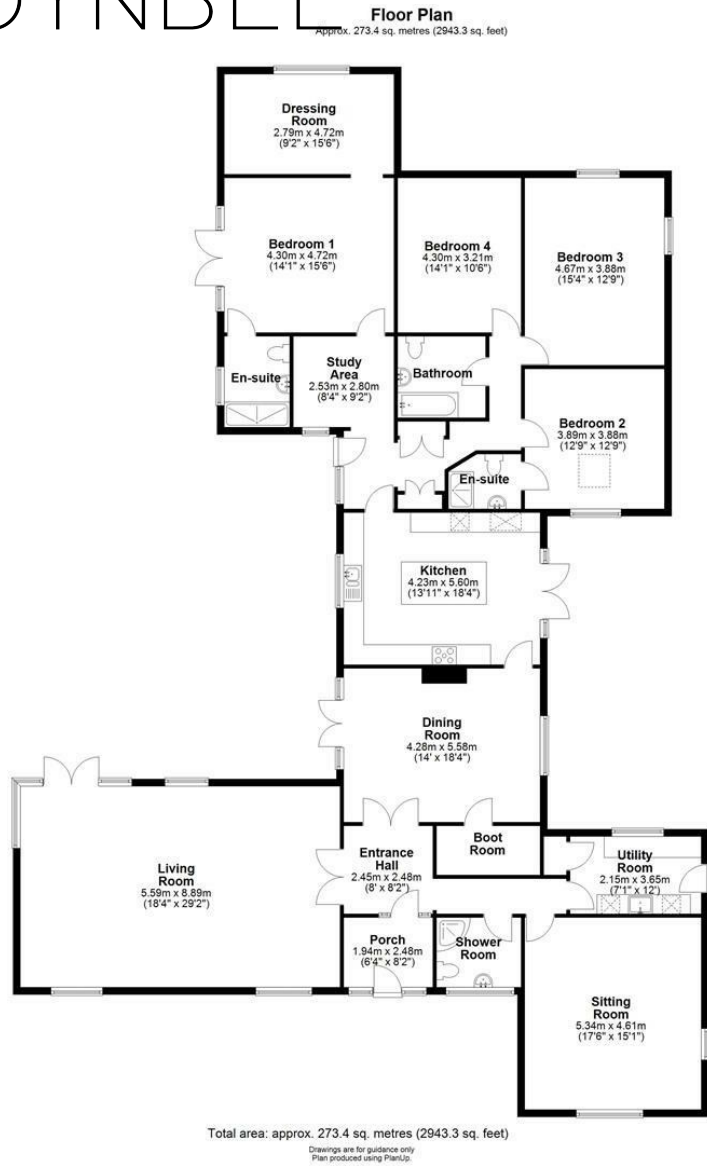 Floor Plan
Approx. 273.4 sq. metres (2943.3 sq. feet)
Dressing
Room
2.79m x 4.72m
(9'2" x 15'6")
Bedroom 1
4.30m x 4.72m
(14'1" x 15'6")
Bedroom 4
4.30m x 3.21m
(14'1" x 10'6")
Bedroom 3
4.67m x 3.88m
(15'4" x 12'9")
En-suite
Study
Area
2.53m x 2.80m
(8'4" x 9'2")
Bathroom
Bedroom 2
3.89m x 3.88m
(12'9" x 12'9")
En-suite
Kitchen
4.23m x 5.60m
(13'11" x 18'4")
Dining
Room
4.28m x 5.58m
(14' x 18'4")
Boot
Room
Entrance
Hall
2.45m x 2.48m
(8' x 8'2")
Utility
Room
2.15m x 3.65m
(7'1" x 12')
Living
Room
5.59m x 8.89m
(18'4" x 29'2")
Porch
1.94m x 2.48m
(6'4" x 8'2")
Shower
Room
Sitting
Room
5.34m x 4.61m
(17'6" x 15'1")
Total area: approx. 273.4 sq. metres (2943.3 sq. feet)
Drawings are for guidance only
Plan produced using PlanUp.